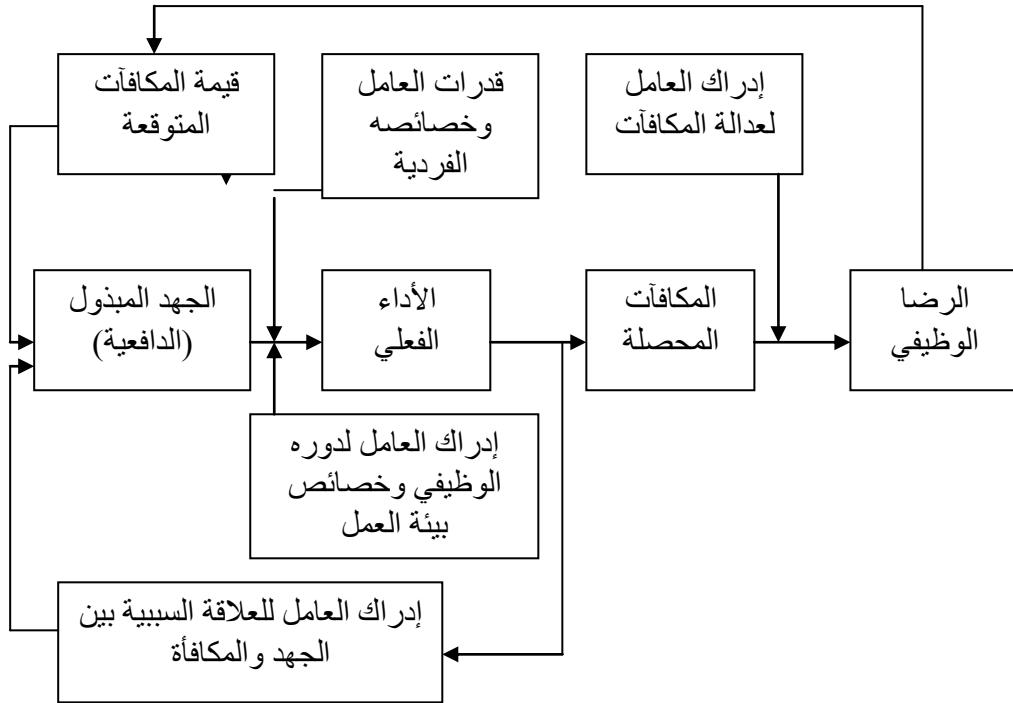 إدراك العامل
لعدالة المكافآت
قدرات العامل
وخصائصه
الفردية
قيمة المكافآت
المتوقعة
الرضا
الوظيفي
المكافآت
المحصلة
الأداء
الفعلي
الجهد المبذول
(الدافعية)
إدراك العامل لدوره
الوظيفي وخصائص
بيئة العمل
إدراك العامل للعلاقة السببية بين
الجهد والمكافأة